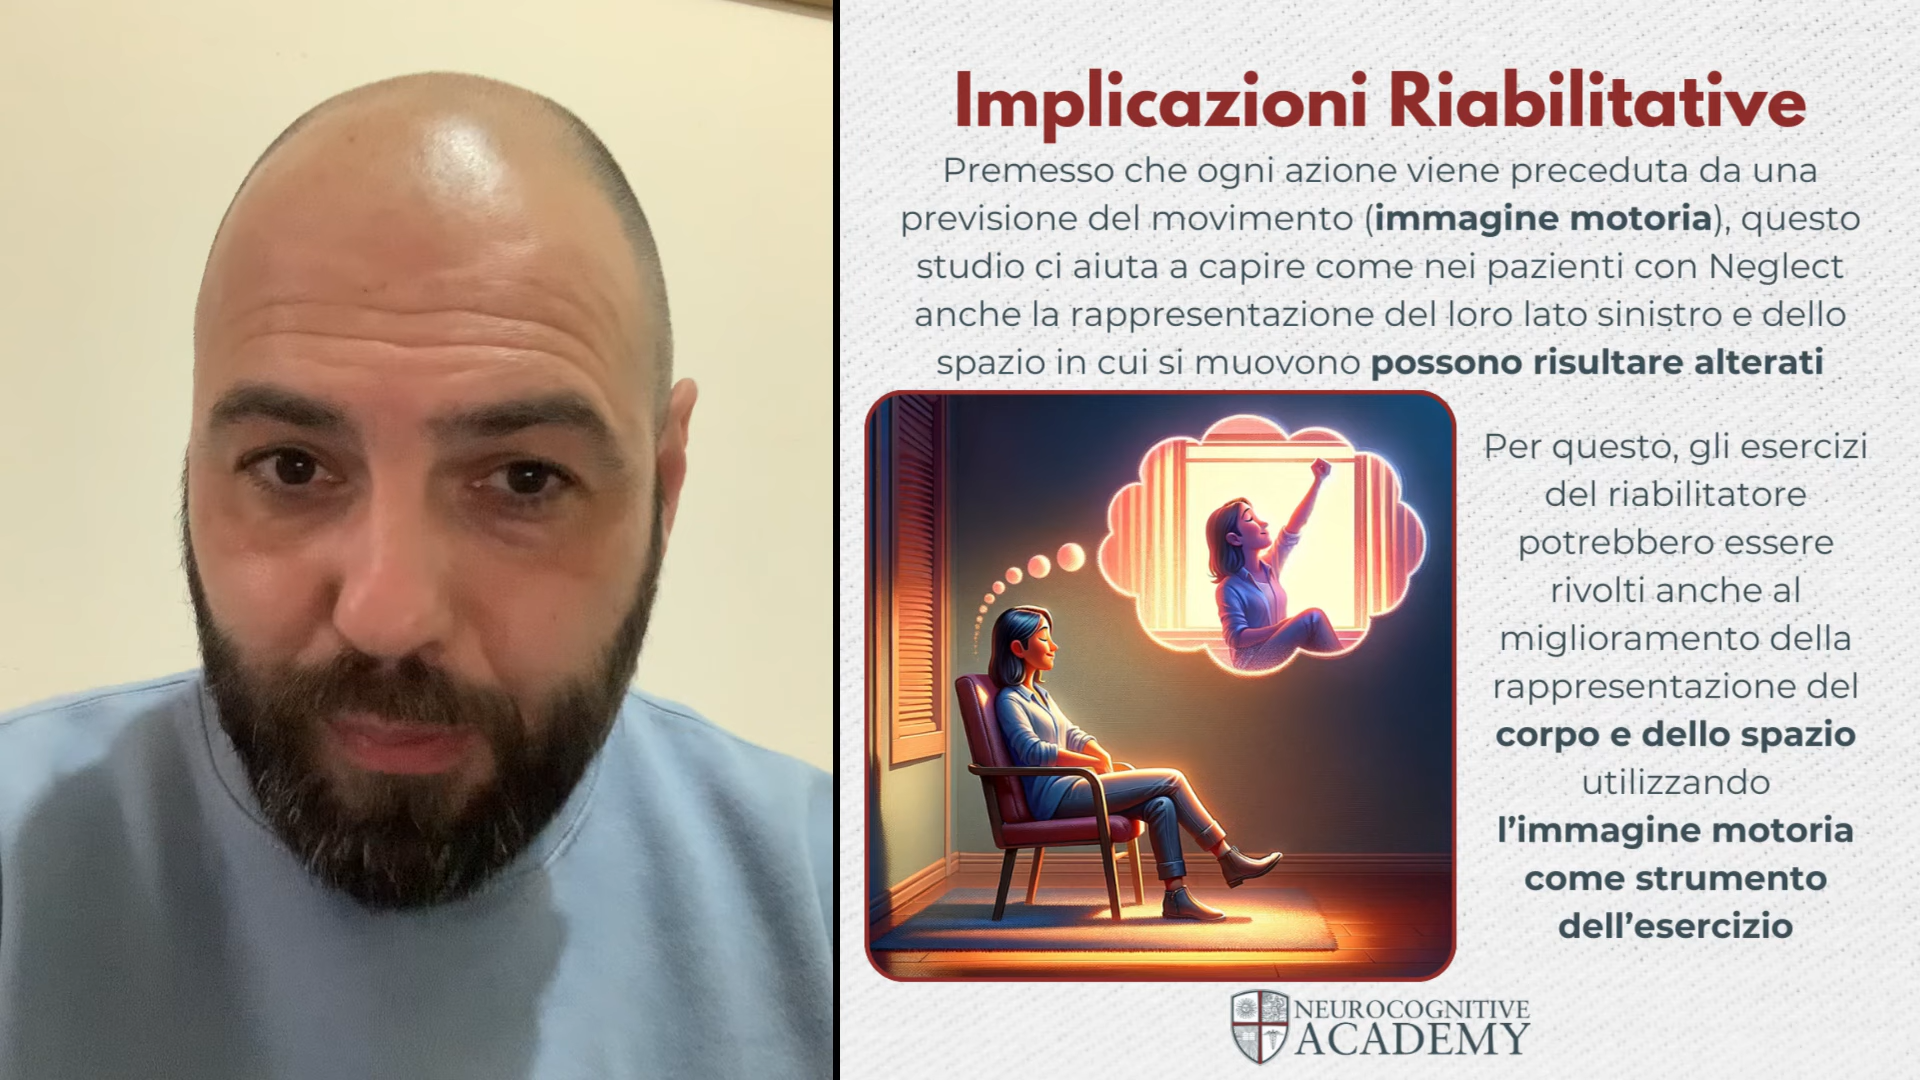 Implicazioni Riabilitative
Premesso che ogni azione viene preceduta da una
previsione del movimento (immagine motoria), questo
studio ci aiuta a capire come nei pazienti con Neglect
anche la rappresentazione del loro lato sinistro e dello
spazio in cui si muovono possono risultare alterati
Per questo, gli esercizi
del riabilitatore
potrebbero essere
rivolti anche al
miglioramento della
rappresentazione del
corpo e dello spazio
utilizzando
l’immagine motoria
come strumento
dell’esercizio
NEUROCOGNITIVE
ACADEMY